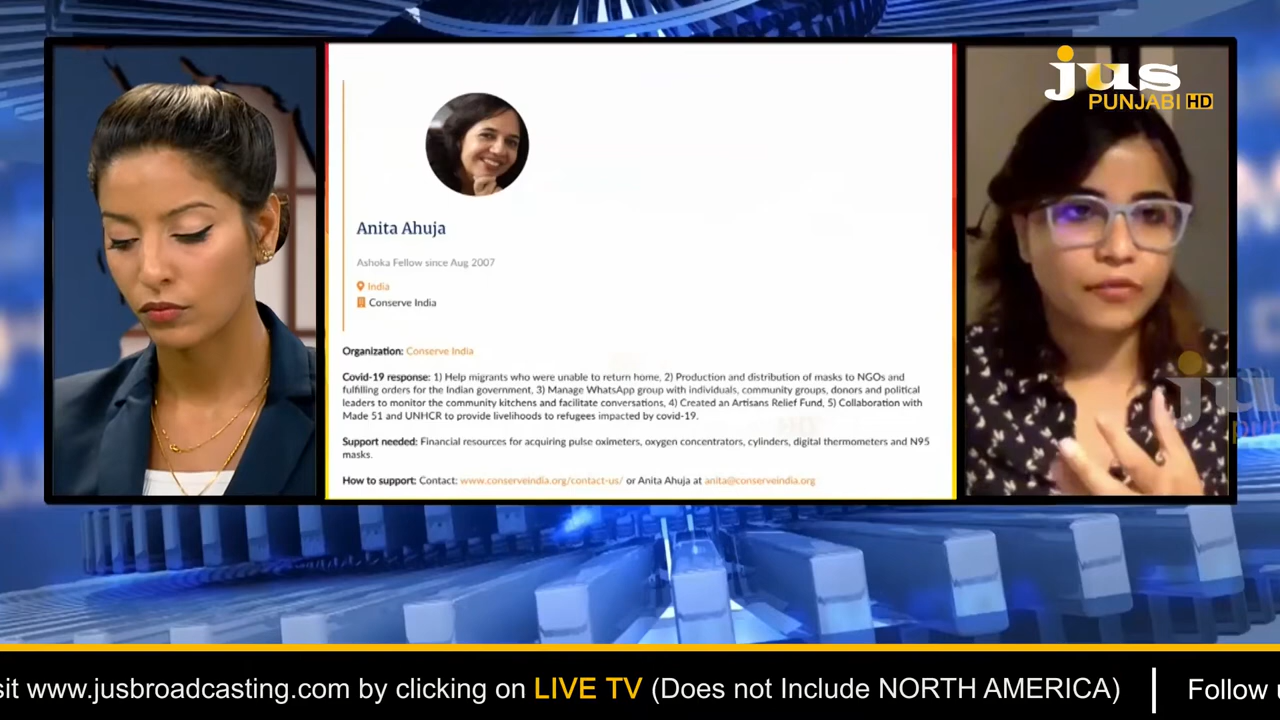 jus
PUNJABI HD
Anita Ahuja
Ashoka Fellow since Aug 2007
India
Conserve India
Organization: Conserve India
Covid-19 response: 1) Help migrants who were unable to return home, 2) Production and distribution of masks to NGOs and
fulfilling orders for the Indian government, 3) Manage WhatsApp group with individuals, community groups, donors and political
leaders to monitor the community kitchens and facilitate conversations, 4) Created an Artisans Relief Fund, 5) Collaboration with
Made 51 and UNHCR to provide livelihoods to refugees impacted by covid-19.
Support needed: Financial resources for acquiring pulse oximeters, oxygen concentrators, cylinders, digital thermometers and N95
masks.
How to support: Contact: www.conserveindia.org/contact-us/ or Anita Ahuja at anita@conserveindia.org
jus
sit www.jusbroadcasting.com by clicking on LIVE TV (Does not Include NORTH AMERICA) | Follow u